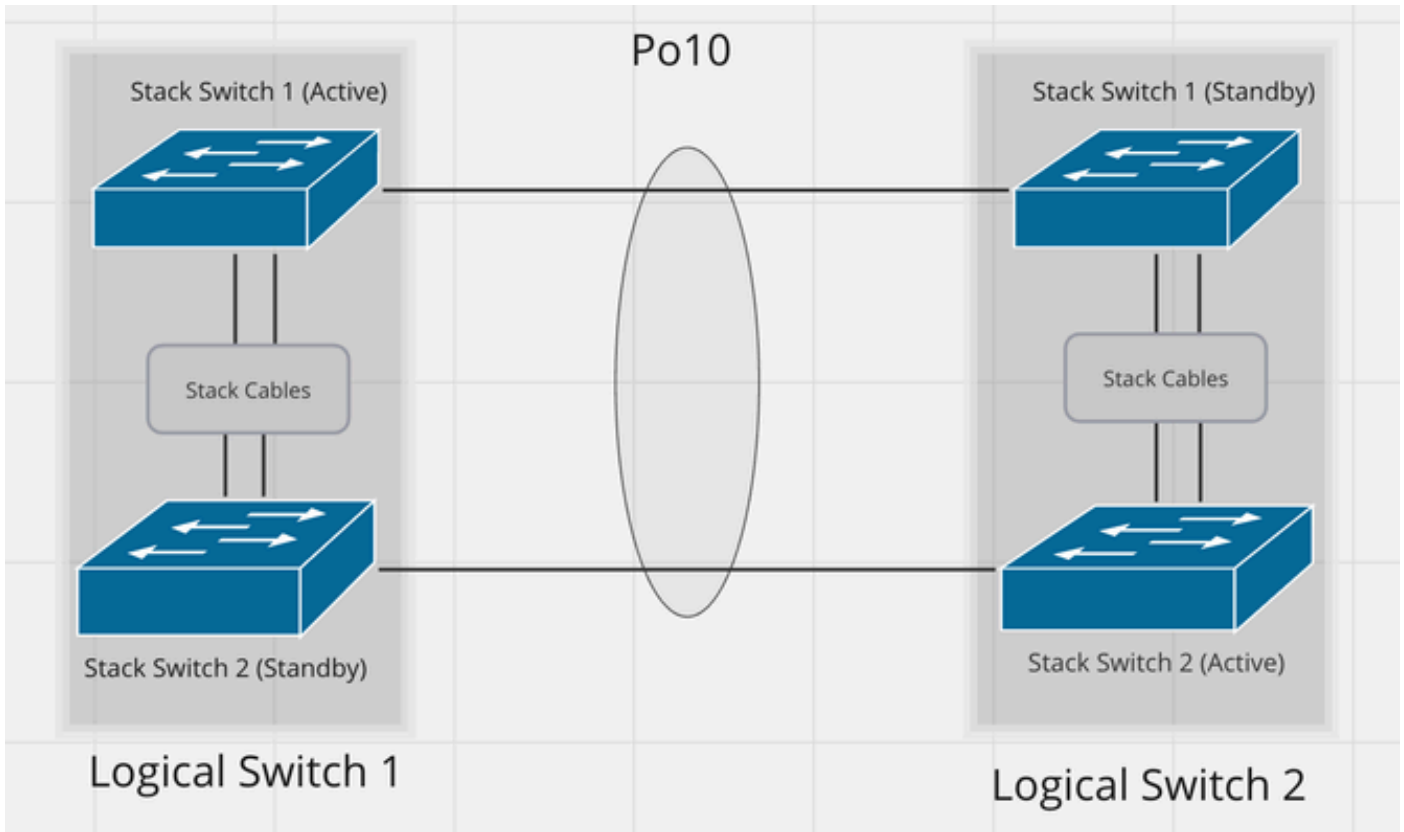 Po10
Stack Switch 1 (Active)
Stack Switch 1 (Standby)
Stack Cables
Stack Cables
Stack Switch 2 (Standby)
Stack Switch 2 (Active)
Logical Switch 1
Logical Switch 2